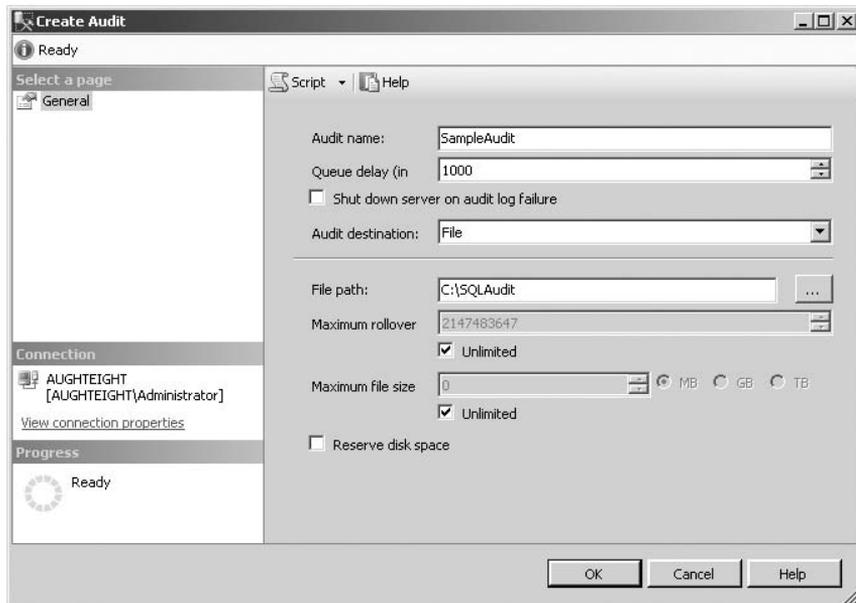 Create Audit
Ready
Select a page
General
Script
Help
Audit name:
SampleAudit
Queue delay (in
1000
Shut down server on audit log failure
Audit destination:
File
File path:
C:\SQLAudit
...
Maximum rollover
2147483647
Unlimited
Maximum file size
0
MB
GB
TB
Unlimited
Reserve disk space
Connection
AUGHTEIGHT
[AUGHTEIGHT\Administrator]
View connection properties
Progress
Ready
OK
Cancel
Help